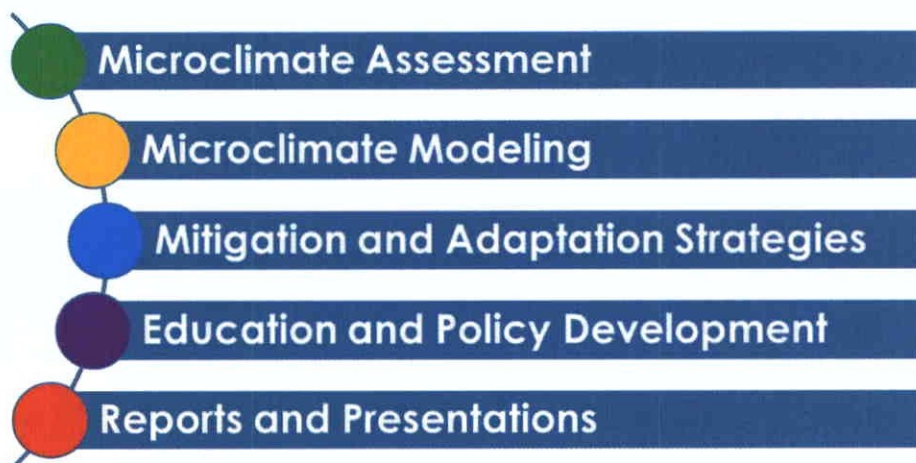 Microclimate Assessment
Microclimate Modeling
Mitigation and Adaptation Strategies
Education and Policy Development
Reports and Presentations